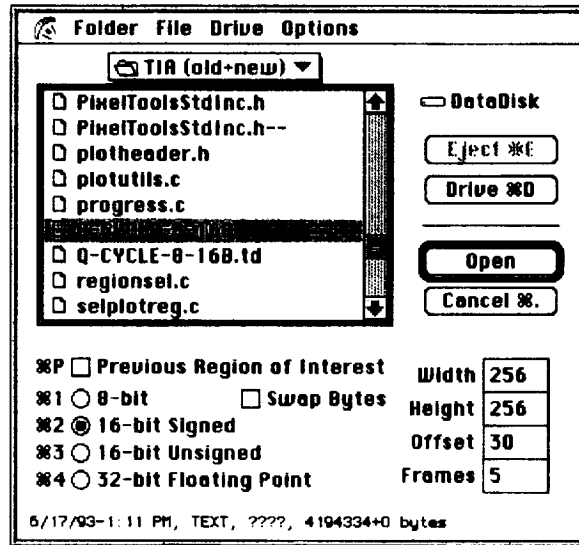 Folder File Drive Options
TIA (old+new)
PixelToolsStdInc.h
PixelToolsStdInc.h--
plotheader.h
plotutils.c
progress.c
Q-CYCLE-8-16B.td
regionsel.c
selplotreg.c
DataDisk
Eject ⌘E
Drive ⌘D
Open
Cancel ⌘.
⌘P Previous Region of Interest
⌘1 8-bit Swap Bytes
⌘2 16-bit Signed
⌘3 16-bit Unsigned
⌘4 32-bit Floating Point
Width 256
Height 256
Offset 30
Frames 5
6/17/93-1:11 PM, TEXT, ????, 4194334+0 bytes